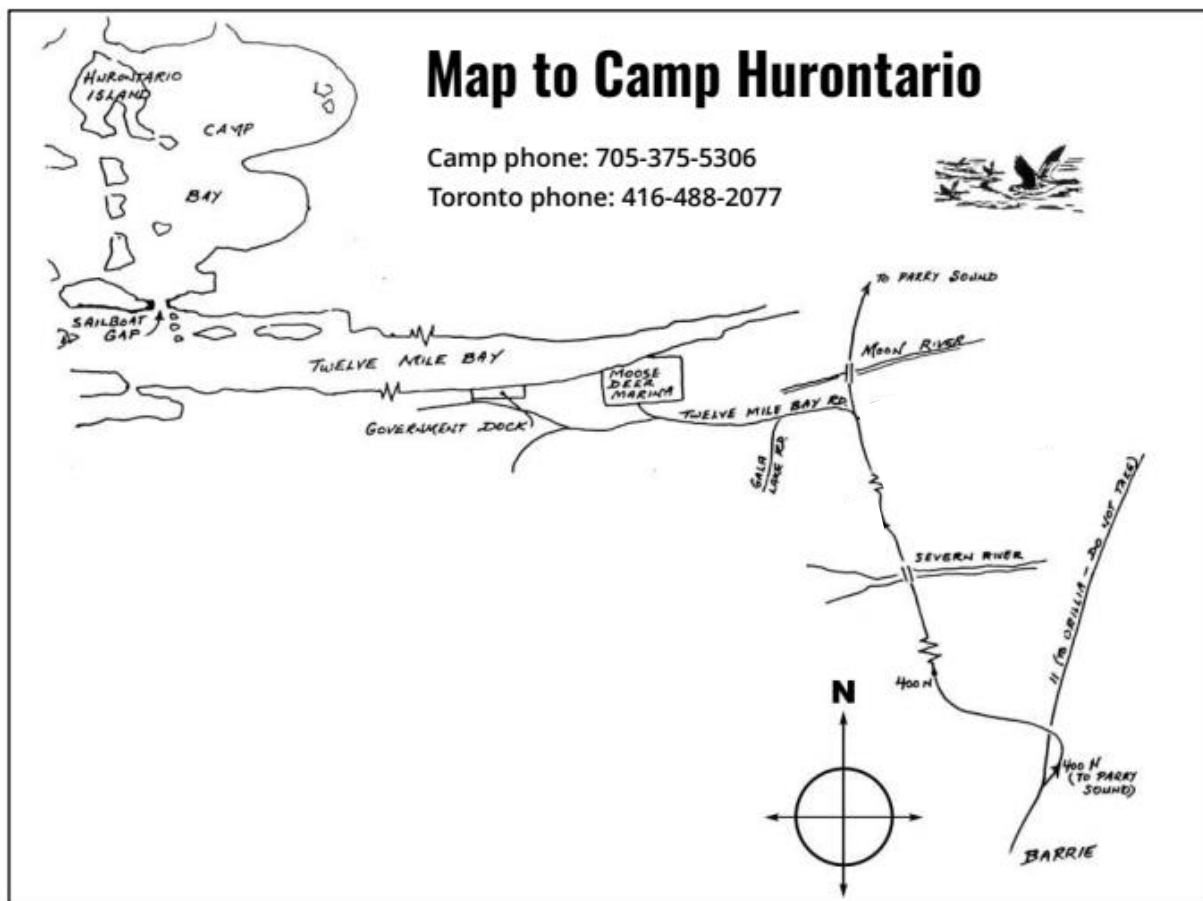 Map to Camp Hurontario
Camp phone: 705-375-5306
Toronto phone: 416-488-2077
HURONTARIO
ISLAND
CAMP
BAY
SAILBOAT
GAP
TWELVE MILE BAY
GOVERNMENT DOCK
MOOSE
DEER
MARINA
TWELVE MILE BAY RD.
GALA
LAKE RD.
TO PARRY SOUND
MOON RIVER
SEVERN RIVER
11 (TO ORILLIA - DO NOT TAKE)
400 N
400 N
(TO PARRY
SOUND)
BARRIE
N